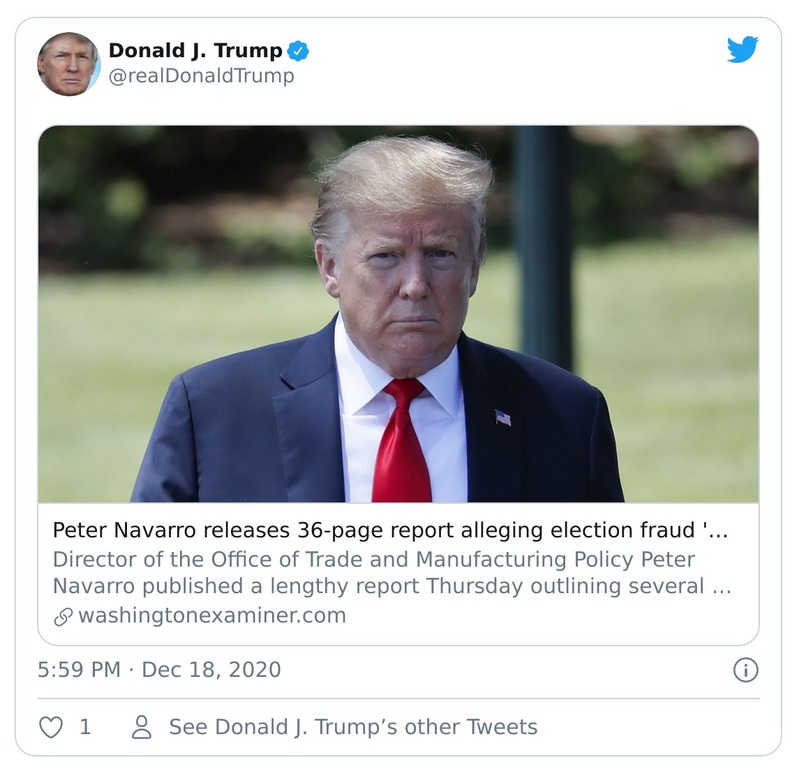 Donald J. Trump
@realDonaldTrump
Peter Navarro releases 36-page report alleging election fraud '...
Director of the Office of Trade and Manufacturing Policy Peter
Navarro published a lengthy report Thursday outlining several ...
washingtonexaminer.com
5:59 PM · Dec 18, 2020
1
See Donald J. Trump’s other Tweets